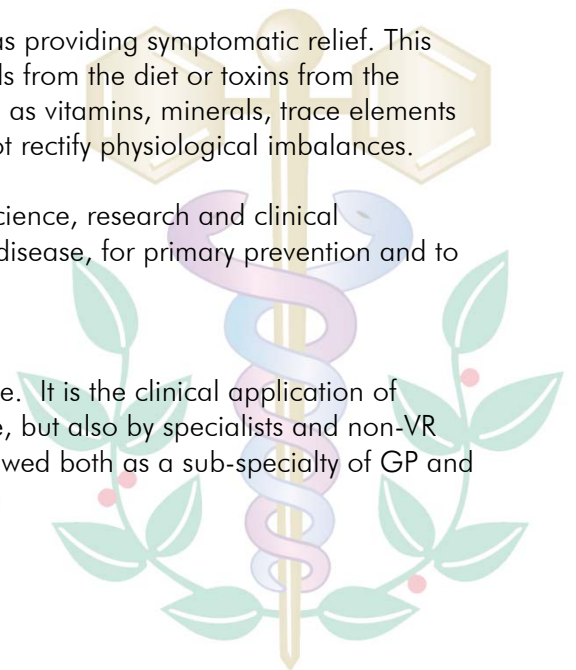 as providing symptomatic relief. This
ls from the diet or toxins from the
as vitamins, minerals, trace elements
ot rectify physiological imbalances.
cience, research and clinical
disease, for primary prevention and to
e. It is the clinical application of
e, but also by specialists and non-VR
wed both as a sub-specialty of GP and